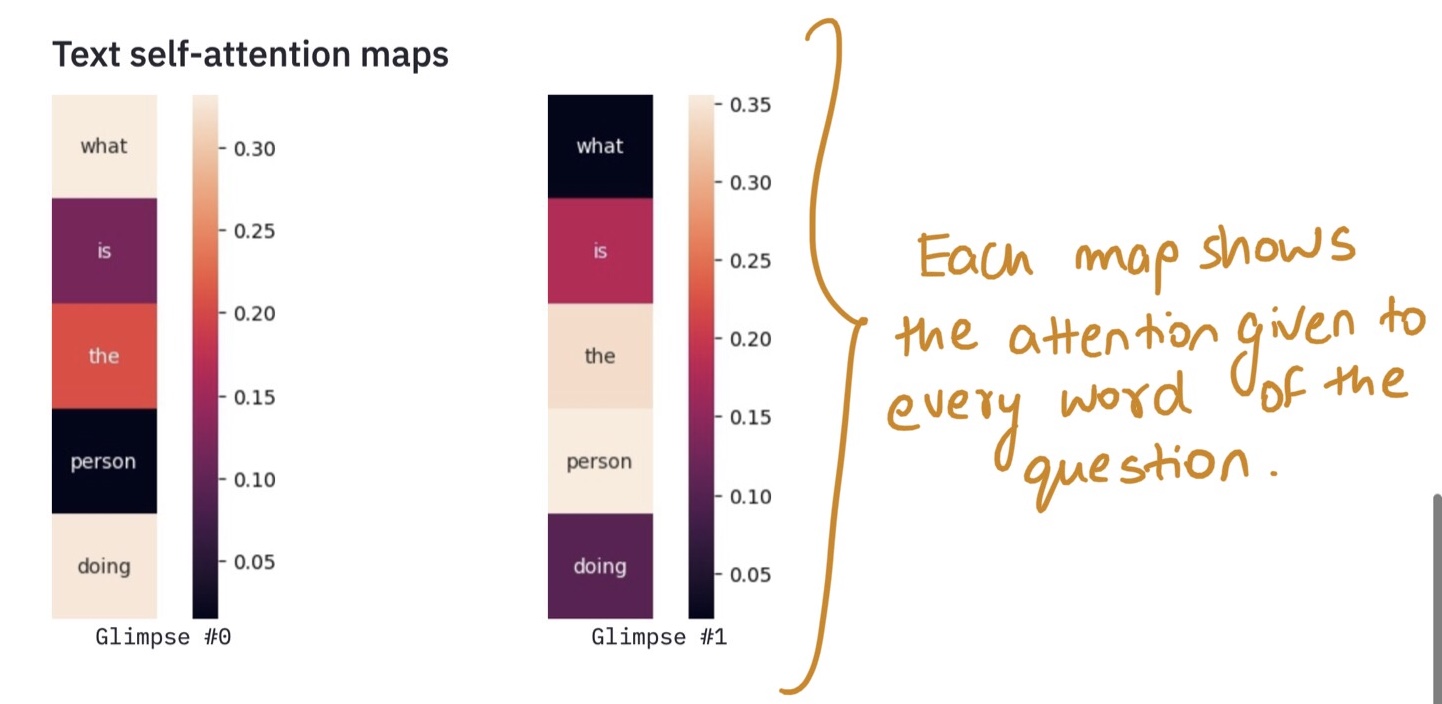 Text self-attention maps
what
is
the
person
doing
0.30
0.25
0.20
0.15
0.10
0.05
Glimpse #0
what
is
the
person
doing
0.35
0.30
0.25
0.20
0.15
0.10
0.05
Glimpse #1
Each map shows
the attention given to
every word of the
question.